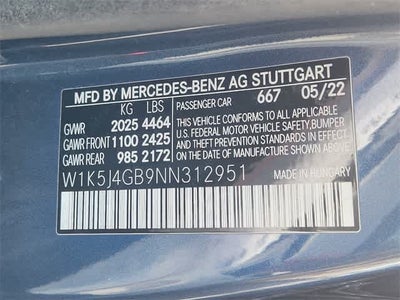 MFD BY MERCEDES-BENZ AG STUTTGART
KG LBS PASSENGER CAR 667 05/22
GVWR 2025 4464
GAWR FRONT 1100 2425
GAWR REAR 985 2172
THIS VEHICLE CONFORMS TO ALL APPLICABLE
U.S. FEDERAL MOTOR VEHICLE SAFETY, BUMPER,
AND THEFT PREVENTION STANDARDS IN EFFECT
ON THE DATE OF MANUFACTURE SHOWN ABOVE.
MADE IN HUNGARY
W1K5J4GB9NN312951